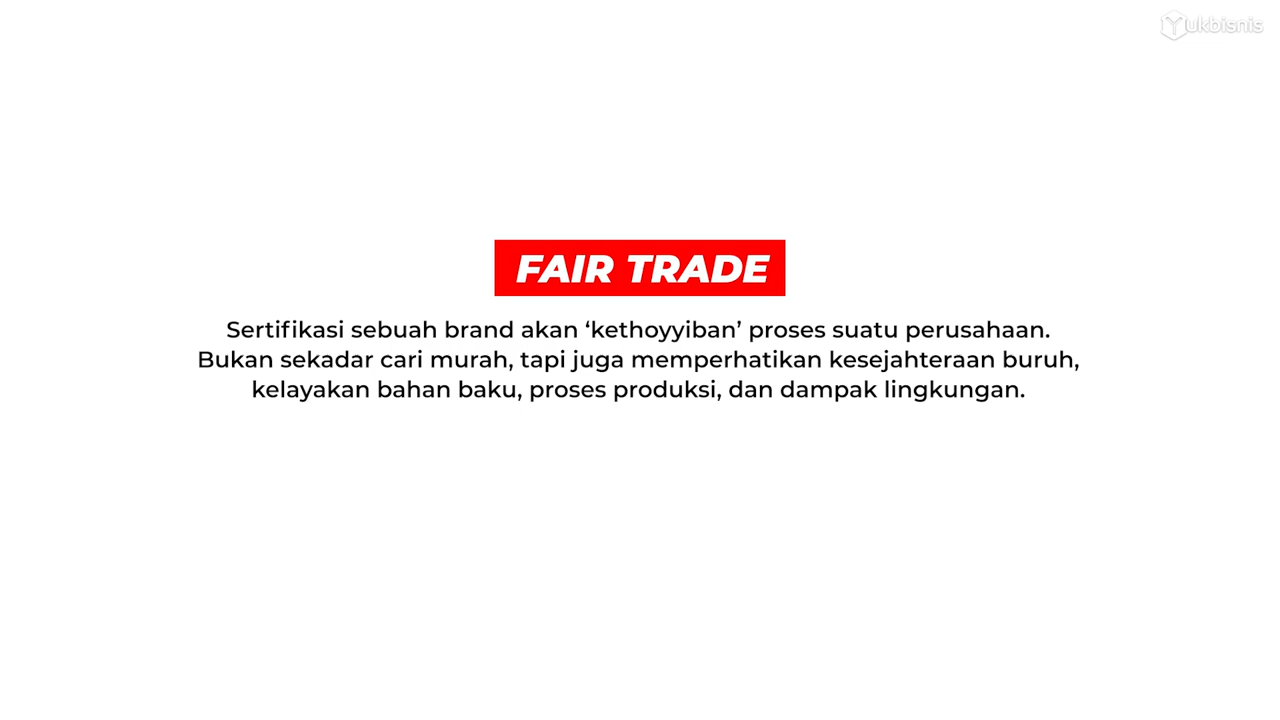 Yukbisnis
FAIR TRADE
Sertifikasi sebuah brand akan ‘kethoyyiban’ proses suatu perusahaan.
Bukan sekadar cari murah, tapi juga memperhatikan kesejahteraan buruh,
kelayakan bahan baku, proses produksi, dan dampak lingkungan.